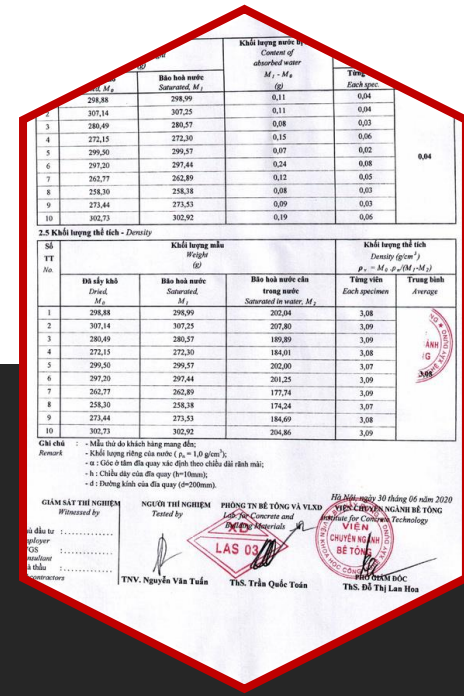 Khối lượng nước
Content of
absorbed water
M₁ - M₀
(g)
Bão hoà nước
Saturated, M₁
M₀
Từng
Each spec.
298,88 298,99 0,11 0,04
2 307,14 307,25 0,11 0,04
3 280,49 280,57 0,08 0,03
4 272,15 272,30 0,15 0,06
5 299,50 299,57 0,07 0,02
0,04
6 297,20 297,44 0,24 0,08
7 262,77 262,89 0,12 0,05
8 258,30 258,38 0,08 0,03
9 273,44 273,53 0,09 0,03
10 302,73 302,92 0,19 0,06
2.5 Khối lượng thể tích - Density
Số TT No.
Khối lượng mẫu
Weight
(g)
Khối lượng thể tích
Density (g/cm³)
ρᵥ = M₀ .ρₙ/(M₁-M₂)
Đã sấy khô
Dried,
M₀
Bão hoà nước
Saturated,
M₁
Bão hoà nước cân
trong nước
Saturated in water, M₂
Từng viên
Each specimen
Trung bình
Average
1 298,88 298,99 202,04 3,08
2 307,14 307,25 207,80 3,09
3 280,49 280,57 189,89 3,09
4 272,15 272,30 184,01 3,08
5 299,50 299,57 202,00 3,07
3,08
6 297,20 297,44 201,25 3,09
7 262,77 262,89 177,74 3,09
8 258,30 258,38 174,24 3,07
9 273,44 273,53 184,69 3,08
10 302,73 302,92 204,86 3,09
Ghi chú : - Mẫu thử do khách hàng mang đến;
Remark - Khối lượng riêng của nước ( ρₙ = 1,0 g/cm³);
- α : Góc ở tâm đĩa quay xác định theo chiều dài rãnh mài;
- h : Chiều dày của đĩa quay (h=10mm);
- d : Đường kính của đĩa quay (d=200mm).
Hà Nội, ngày 30 tháng 06 năm 2020
GIÁM SÁT THÍ NGHIỆM
Witnessed by
NGƯỜI THÍ NGHIỆM
Tested by
PHÒNG TN BÊ TÔNG VÀ VLXD
Lab. for Concrete and
Building Materials
VIỆN CHUYÊN NGÀNH BÊ TÔNG
Institute for Concrete Technology
đầu tư : ............
: ............
thầu : ............
XD
LAS 03
VIỆN
CHUYÊN NGÀNH
BÊ TÔNG
PHÓ GIÁM ĐỐC
TNV. Nguyễn Văn Tuấn
ThS. Trần Quốc Toán
ThS. Đỗ Thị Lan Hoa